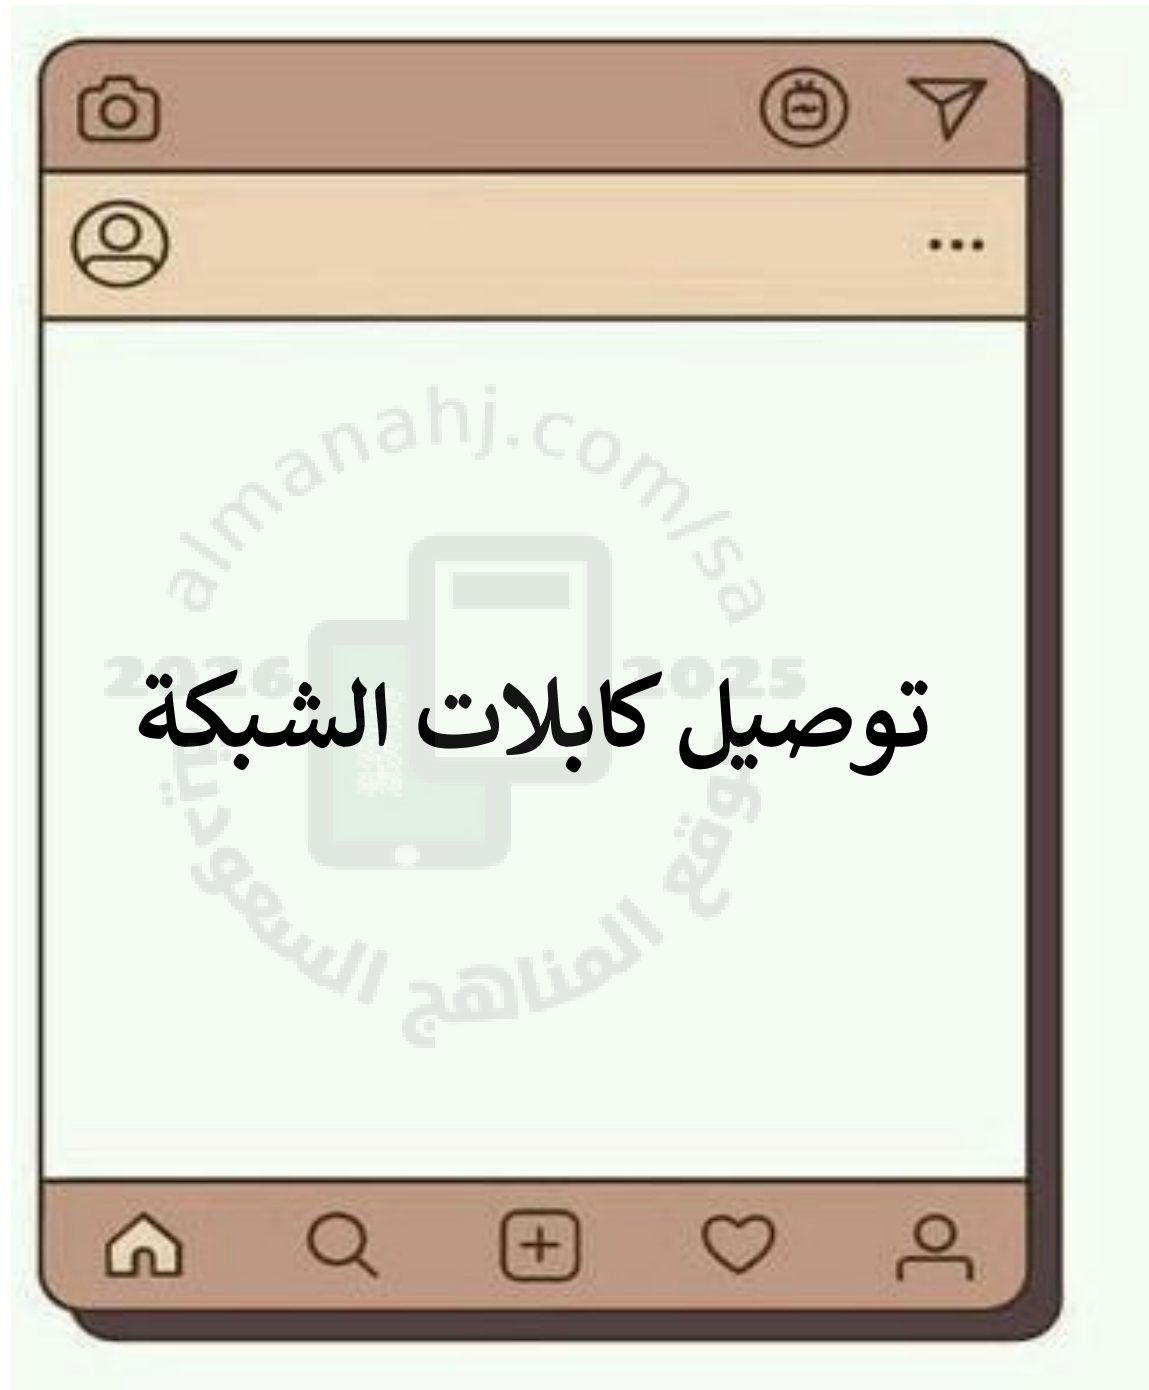 almanahj.com/sa
2026 2025
توصيل كابلات الشبكة
موقع المناهج السعودية